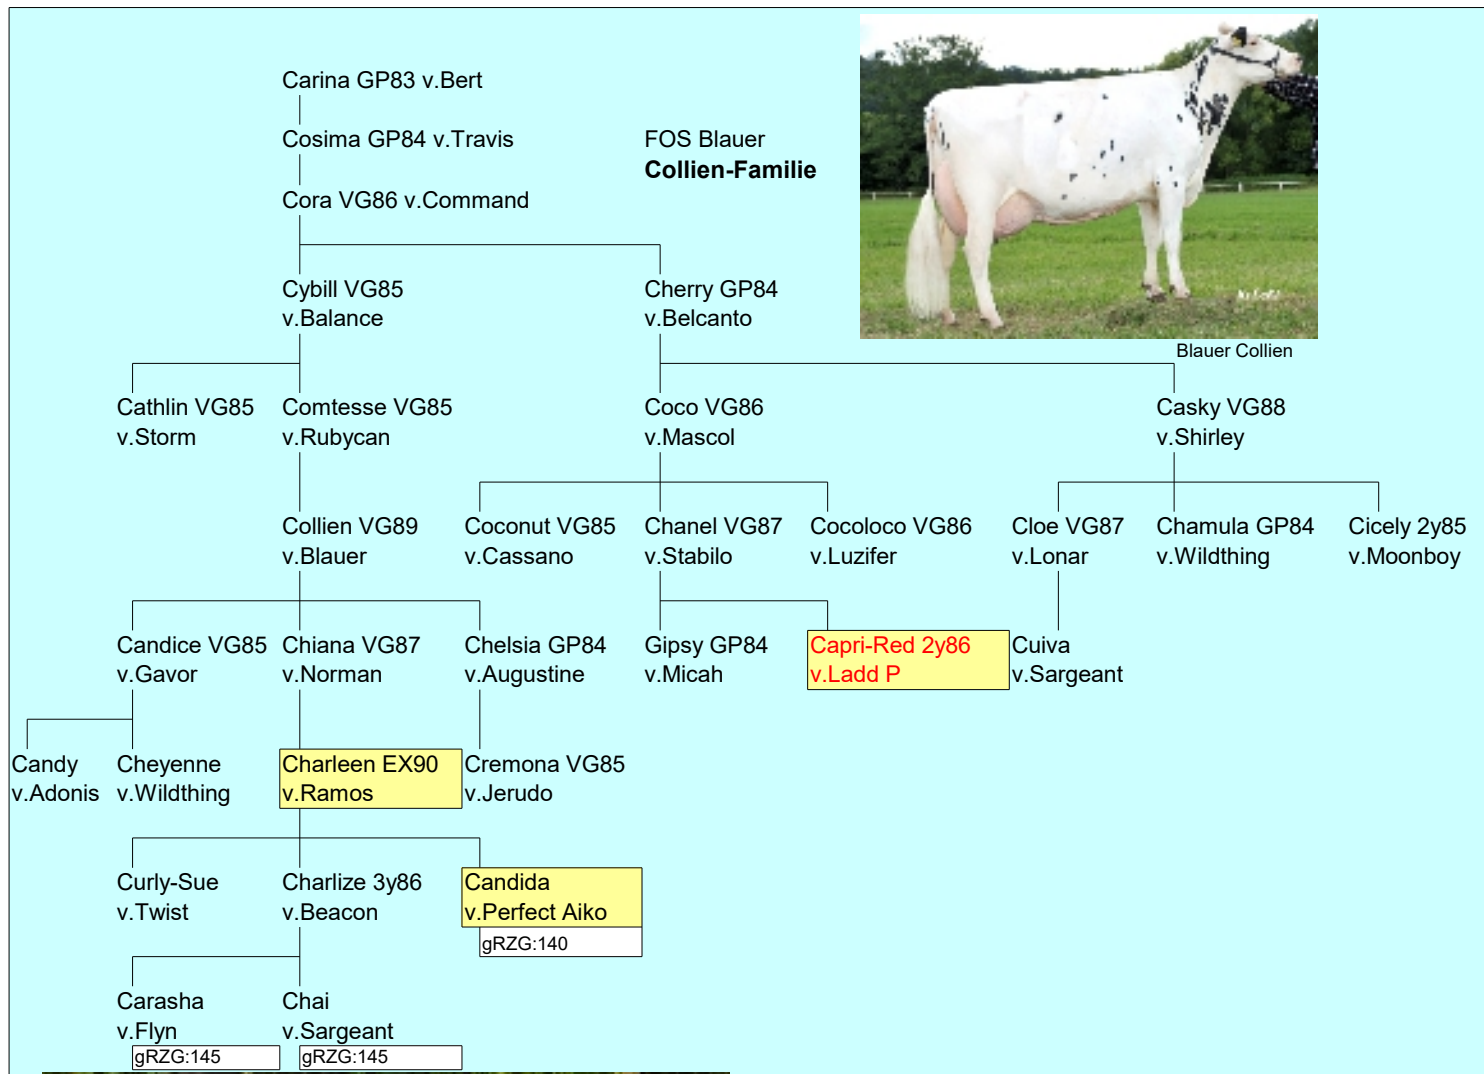 Carina GP83 v.Bert
Cosima GP84 v.Travis
FOS Blauer
Collien-Familie
Cora VG86 v.Command
Cybill VG85
v.Balance
Cherry GP84
v.Belcanto
Blauer Collien
Cathlin VG85
v.Storm
Comtesse VG85
v.Rubycan
Coco VG86
v.Mascol
Casky VG88
v.Shirley
Collien VG89
v.Blauer
Coconut VG85
v.Cassano
Chanel VG87
v.Stabilo
Cocoloco VG86
v.Luzifer
Cloe VG87
v.Lonar
Chamula GP84
v.Wildthing
Cicely 2y85
v.Moonboy
Candice VG85
v.Gavor
Chiana VG87
v.Norman
Chelsia GP84
v.Augustine
Gipsy GP84
v.Micah
Capri-Red 2y86
v.Ladd P
Cuiva
v.Sargeant
Candy
v.Adonis
Cheyenne
v.Wildthing
Charleen EX90
v.Ramos
Cremona VG85
v.Jerudo
Curly-Sue
v.Twist
Charlize 3y86
v.Beacon
Candida
v.Perfect Aiko
gRZG:140
Carasha
v.Flyn
gRZG:145
Chai
v.Sargeant
gRZG:145